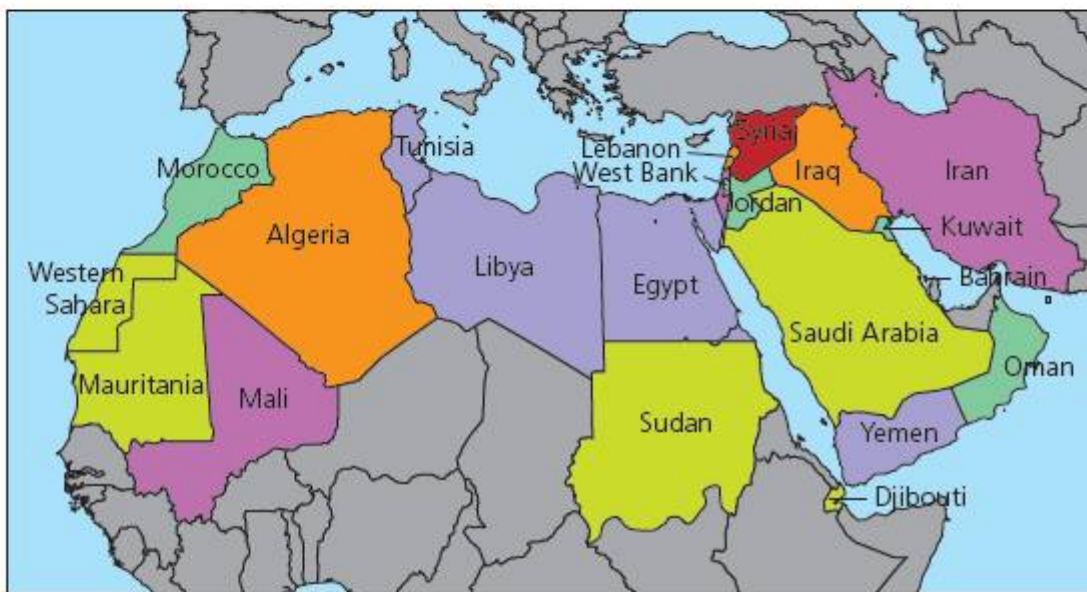 Morocco
Tunisia
Syria
Lebanon
West Bank
Jordan
Iraq
Iran
Kuwait
Algeria
Libya
Egypt
Bahrain
Western
Sahara
Saudi Arabia
Oman
Mauritania
Mali
Sudan
Yemen
Djibouti